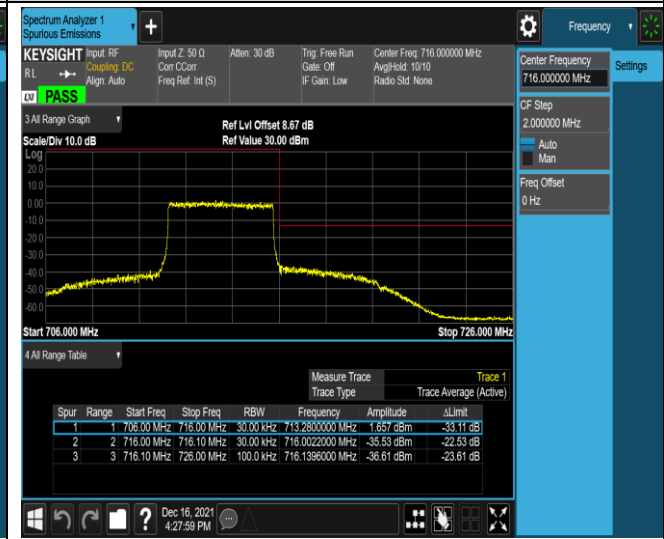 Spectrum Analyzer 1
Spurious Emissions
Frequency
KEYSIGHT Input: RF Input Z: 50 Ω Atten: 30 dB Trig: Free Run Center Freq: 716.000000 MHz
RL Coupling: DC Corr CCorr Gate: Off Avg|Hold: 10/10
Align: Auto Freq Ref: Int (S) IF Gain: Low Radio Std: None
LXI PASS
Center Frequency
716.000000 MHz
Settings
CF Step
2.000000 MHz
Auto
Man
Freq Offset
0 Hz
3 All Range Graph
Ref Lvl Offset 8.67 dB
Scale/Div 10.0 dB Ref Value 30.00 dBm
Log
20.0
10.0
0.00
-10.0
-20.0
-30.0
-40.0
-50.0
-60.0
Start 706.000 MHz Stop 726.000 MHz
4 All Range Table
Measure Trace Trace 1
Trace Type Trace Average (Active)
Spur Range Start Freq Stop Freq RBW Frequency Amplitude ΔLimit
1 1 706.00 MHz 716.00 MHz 30.00 kHz 713.2800000 MHz 1.657 dBm -33.11 dB
2 2 716.00 MHz 716.10 MHz 30.00 kHz 716.0022000 MHz -35.53 dBm -22.53 dB
3 3 716.10 MHz 726.00 MHz 100.0 kHz 716.1396000 MHz -36.61 dBm -23.61 dB
? Dec 16, 2021
4:27:59 PM